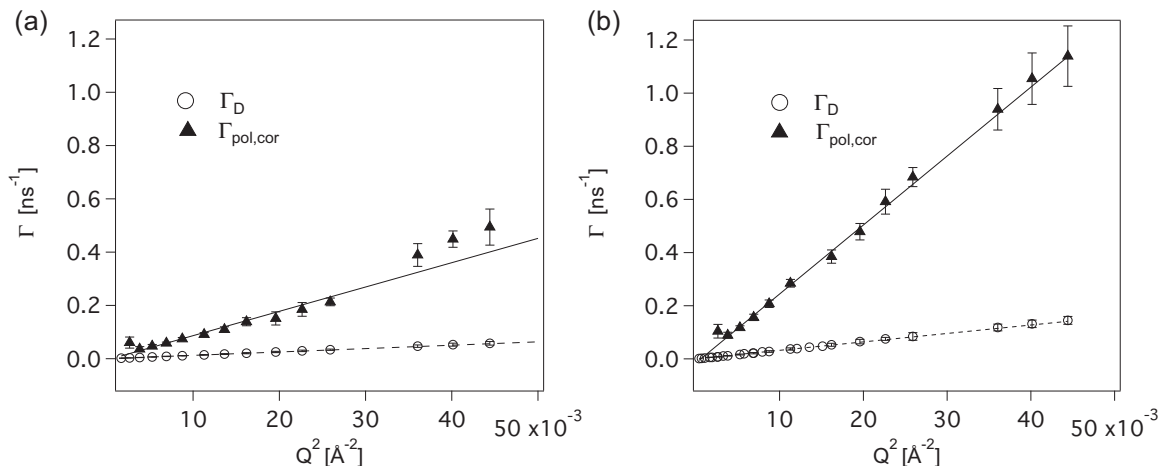 (a)
1.2
1.0
0.8
0.6
0.4
0.2
0.0
Γ [ns⁻¹]
Γ_D
Γ_pol,cor
10 20 30 40 50 x10⁻³
Q² [Å⁻²]
(b)
1.2
1.0
0.8
0.6
0.4
0.2
0.0
Γ [ns⁻¹]
Γ_D
Γ_pol,cor
10 20 30 40 50 x10⁻³
Q² [Å⁻²]